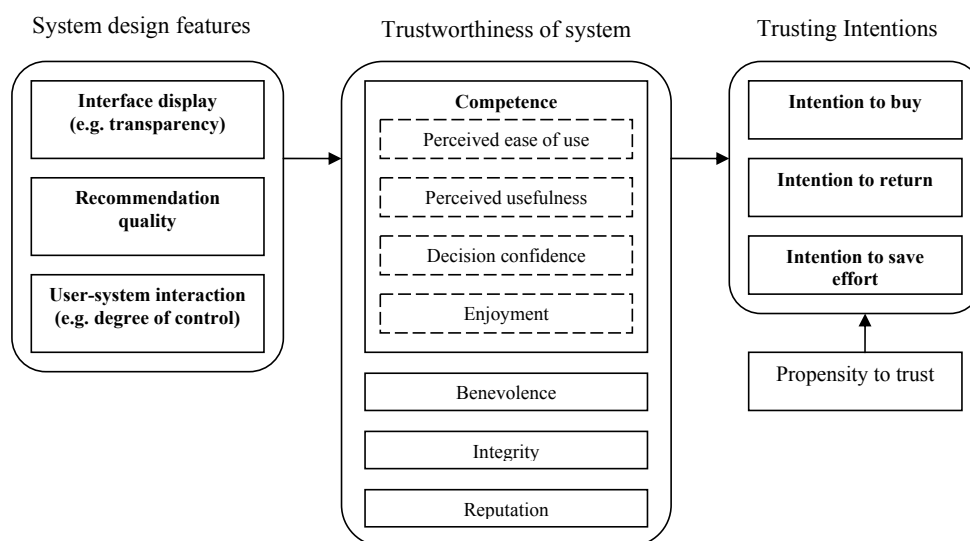 System design features
Interface display
(e.g. transparency)
Recommendation
quality
User-system interaction
(e.g. degree of control)
Trustworthiness of system
Competence
Perceived ease of use
Perceived usefulness
Decision confidence
Enjoyment
Benevolence
Integrity
Reputation
Trusting Intentions
Intention to buy
Intention to return
Intention to save
effort
Propensity to trust